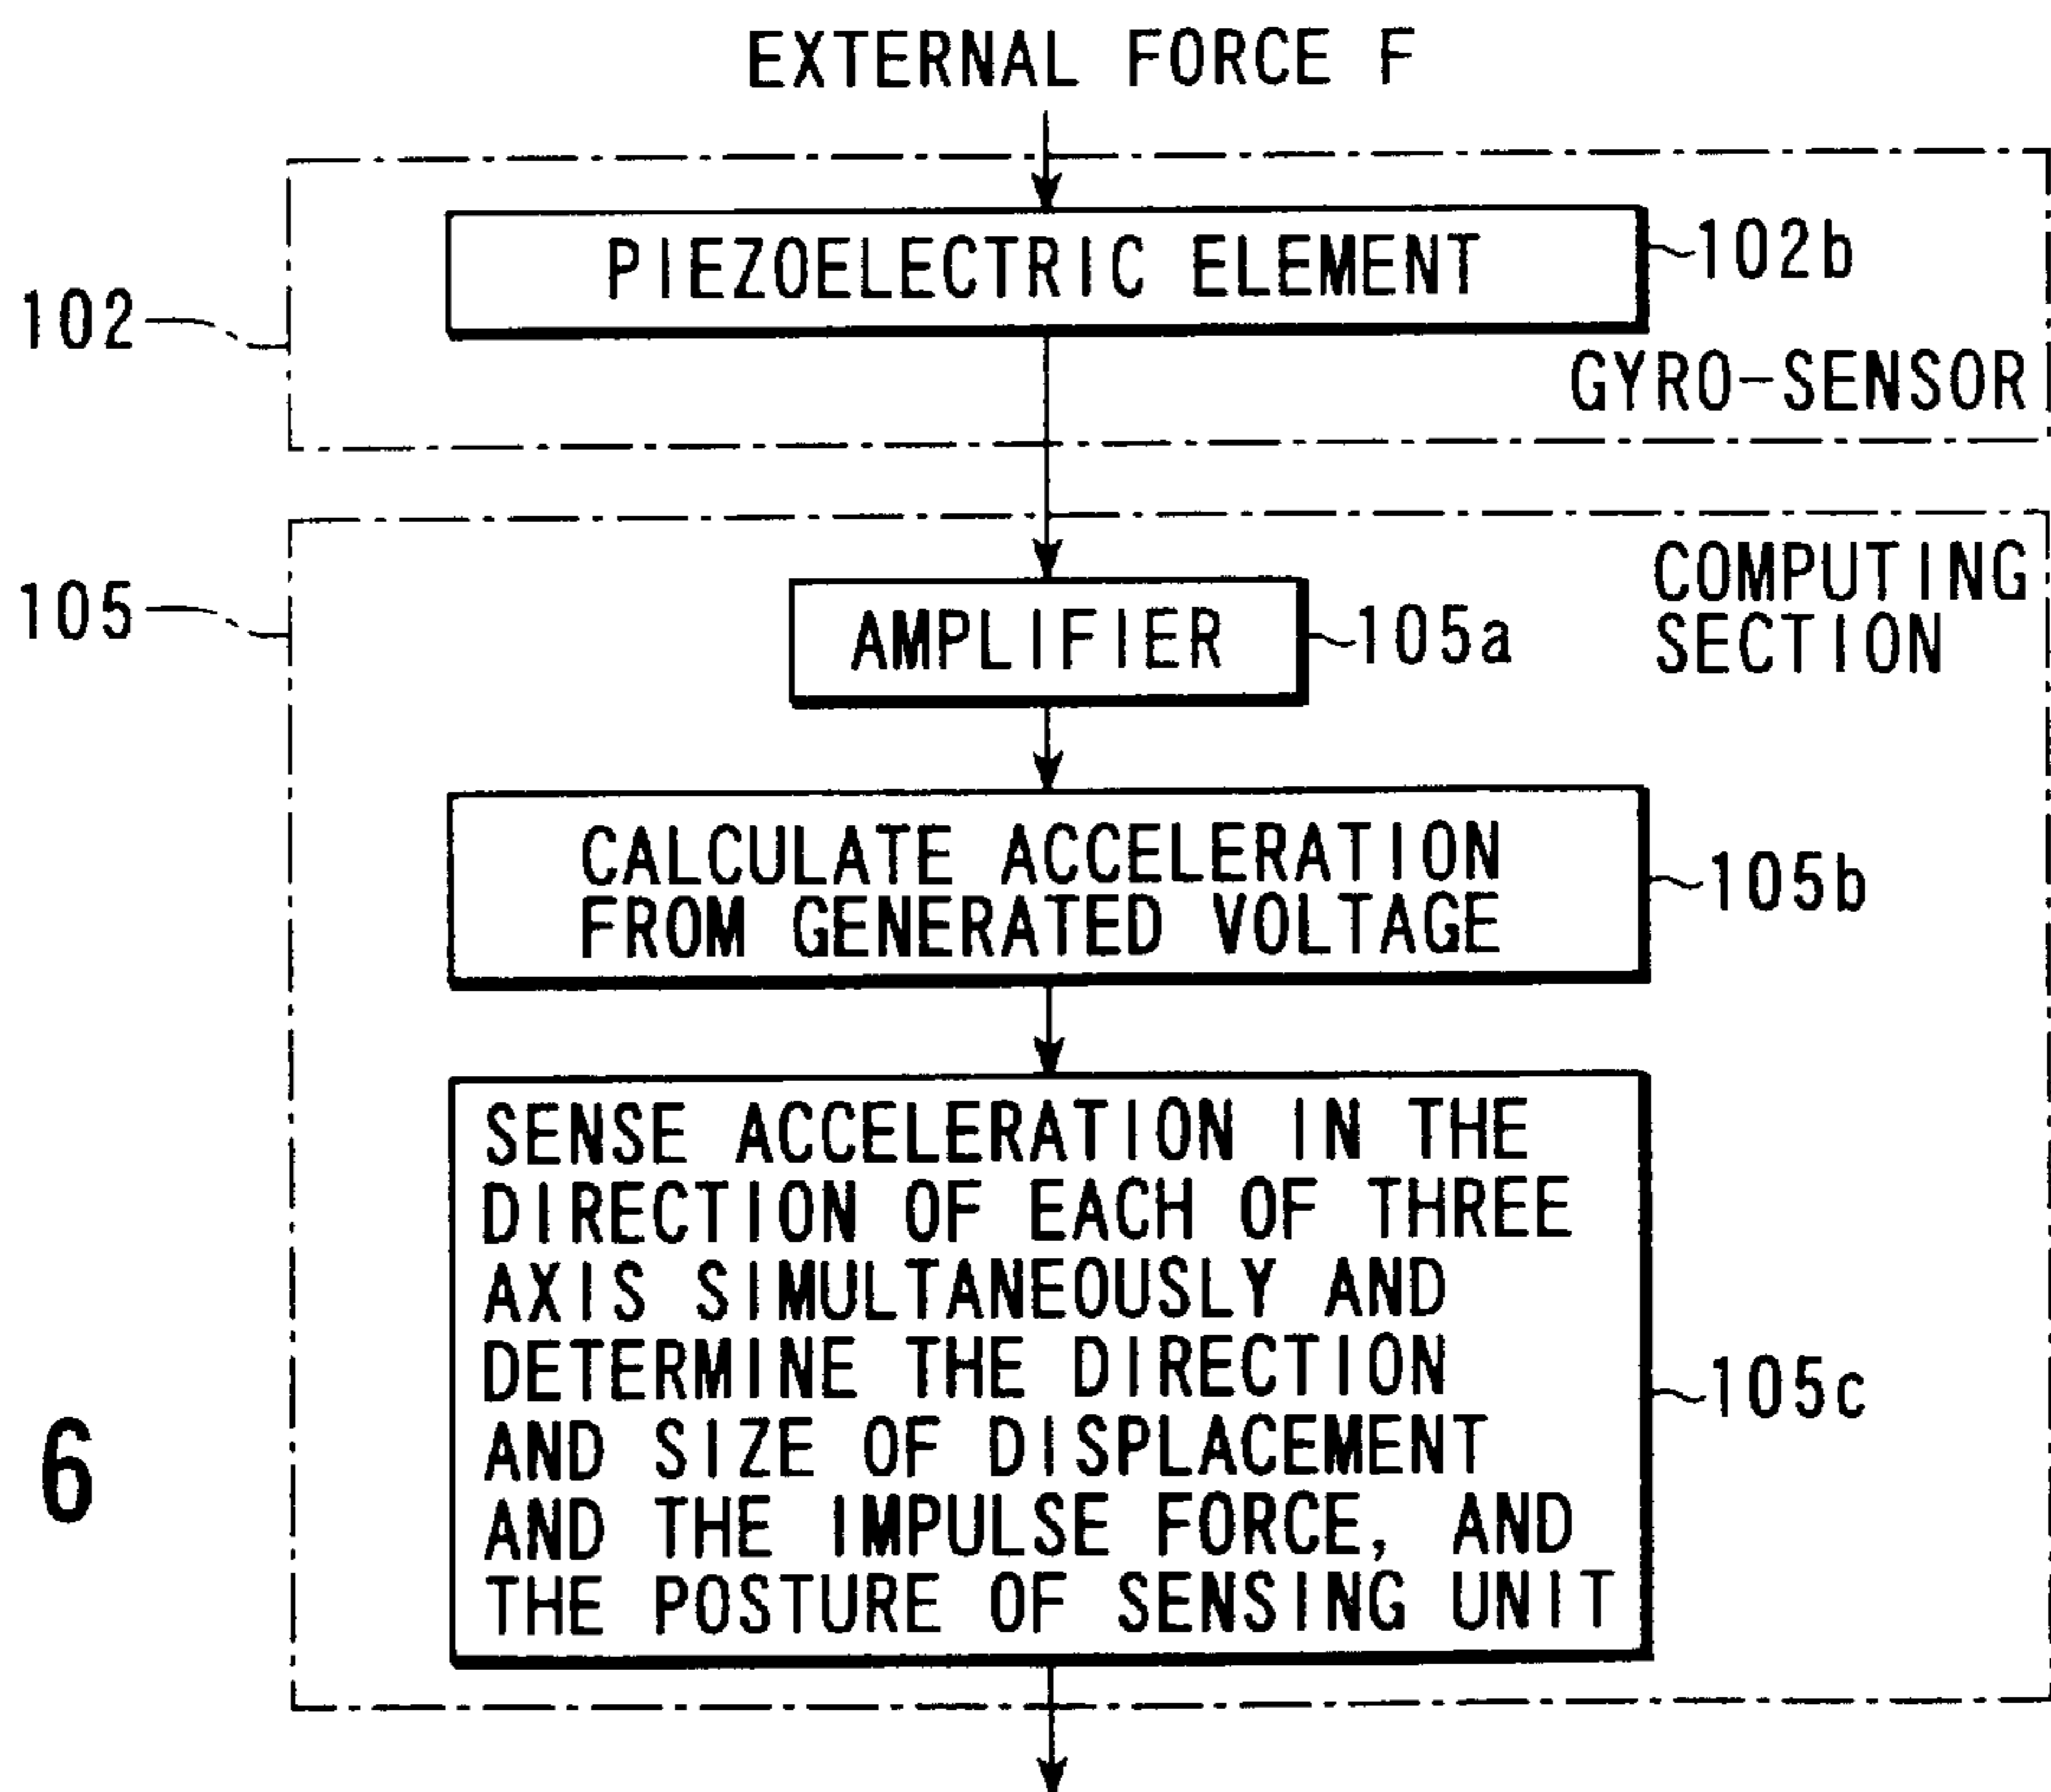 EXTERNAL FORCE F
PIEZOELECTRIC ELEMENT
102b
102
GYRO-SENSOR
COMPUTING
SECTION
105
AMPLIFIER
105a
CALCULATE ACCELERATION
FROM GENERATED VOLTAGE
105b
SENSE ACCELERATION IN THE
DIRECTION OF EACH OF THREE
AXIS SIMULTANEOUSLY AND
DETERMINE THE DIRECTION
AND SIZE OF DISPLACEMENT
AND THE IMPULSE FORCE, AND
THE POSTURE OF SENSING UNIT
105c
6